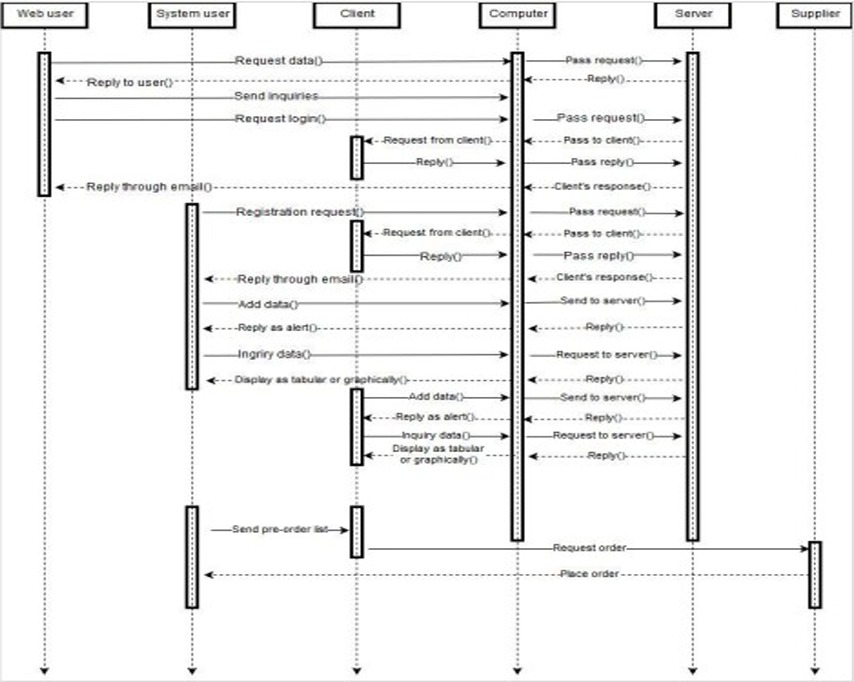 Web user
System user
Client
Computer
Server
Supplier
Request data()
Pass request()
Reply to user()
Reply()
Send inquiries
Request login()
Pass request()
Request from client()
Pass to client()
Reply()
Pass reply()
Reply through email()
Client's response()
Registration request()
Pass request()
Request from client()
Pass to client()
Reply()
Pass reply()
Reply through email()
Client's response()
Add data()
Send to server()
Reply as alert()
Reply()
Ingriry data()
Request to server()
Display as tabular or graphically()
Reply()
Add data()
Send to server()
Reply as alert()
Reply()
Inquiry data()
Request to server()
Display as tabular
or graphically()
Reply()
Send pre-order list
Request order
Place order